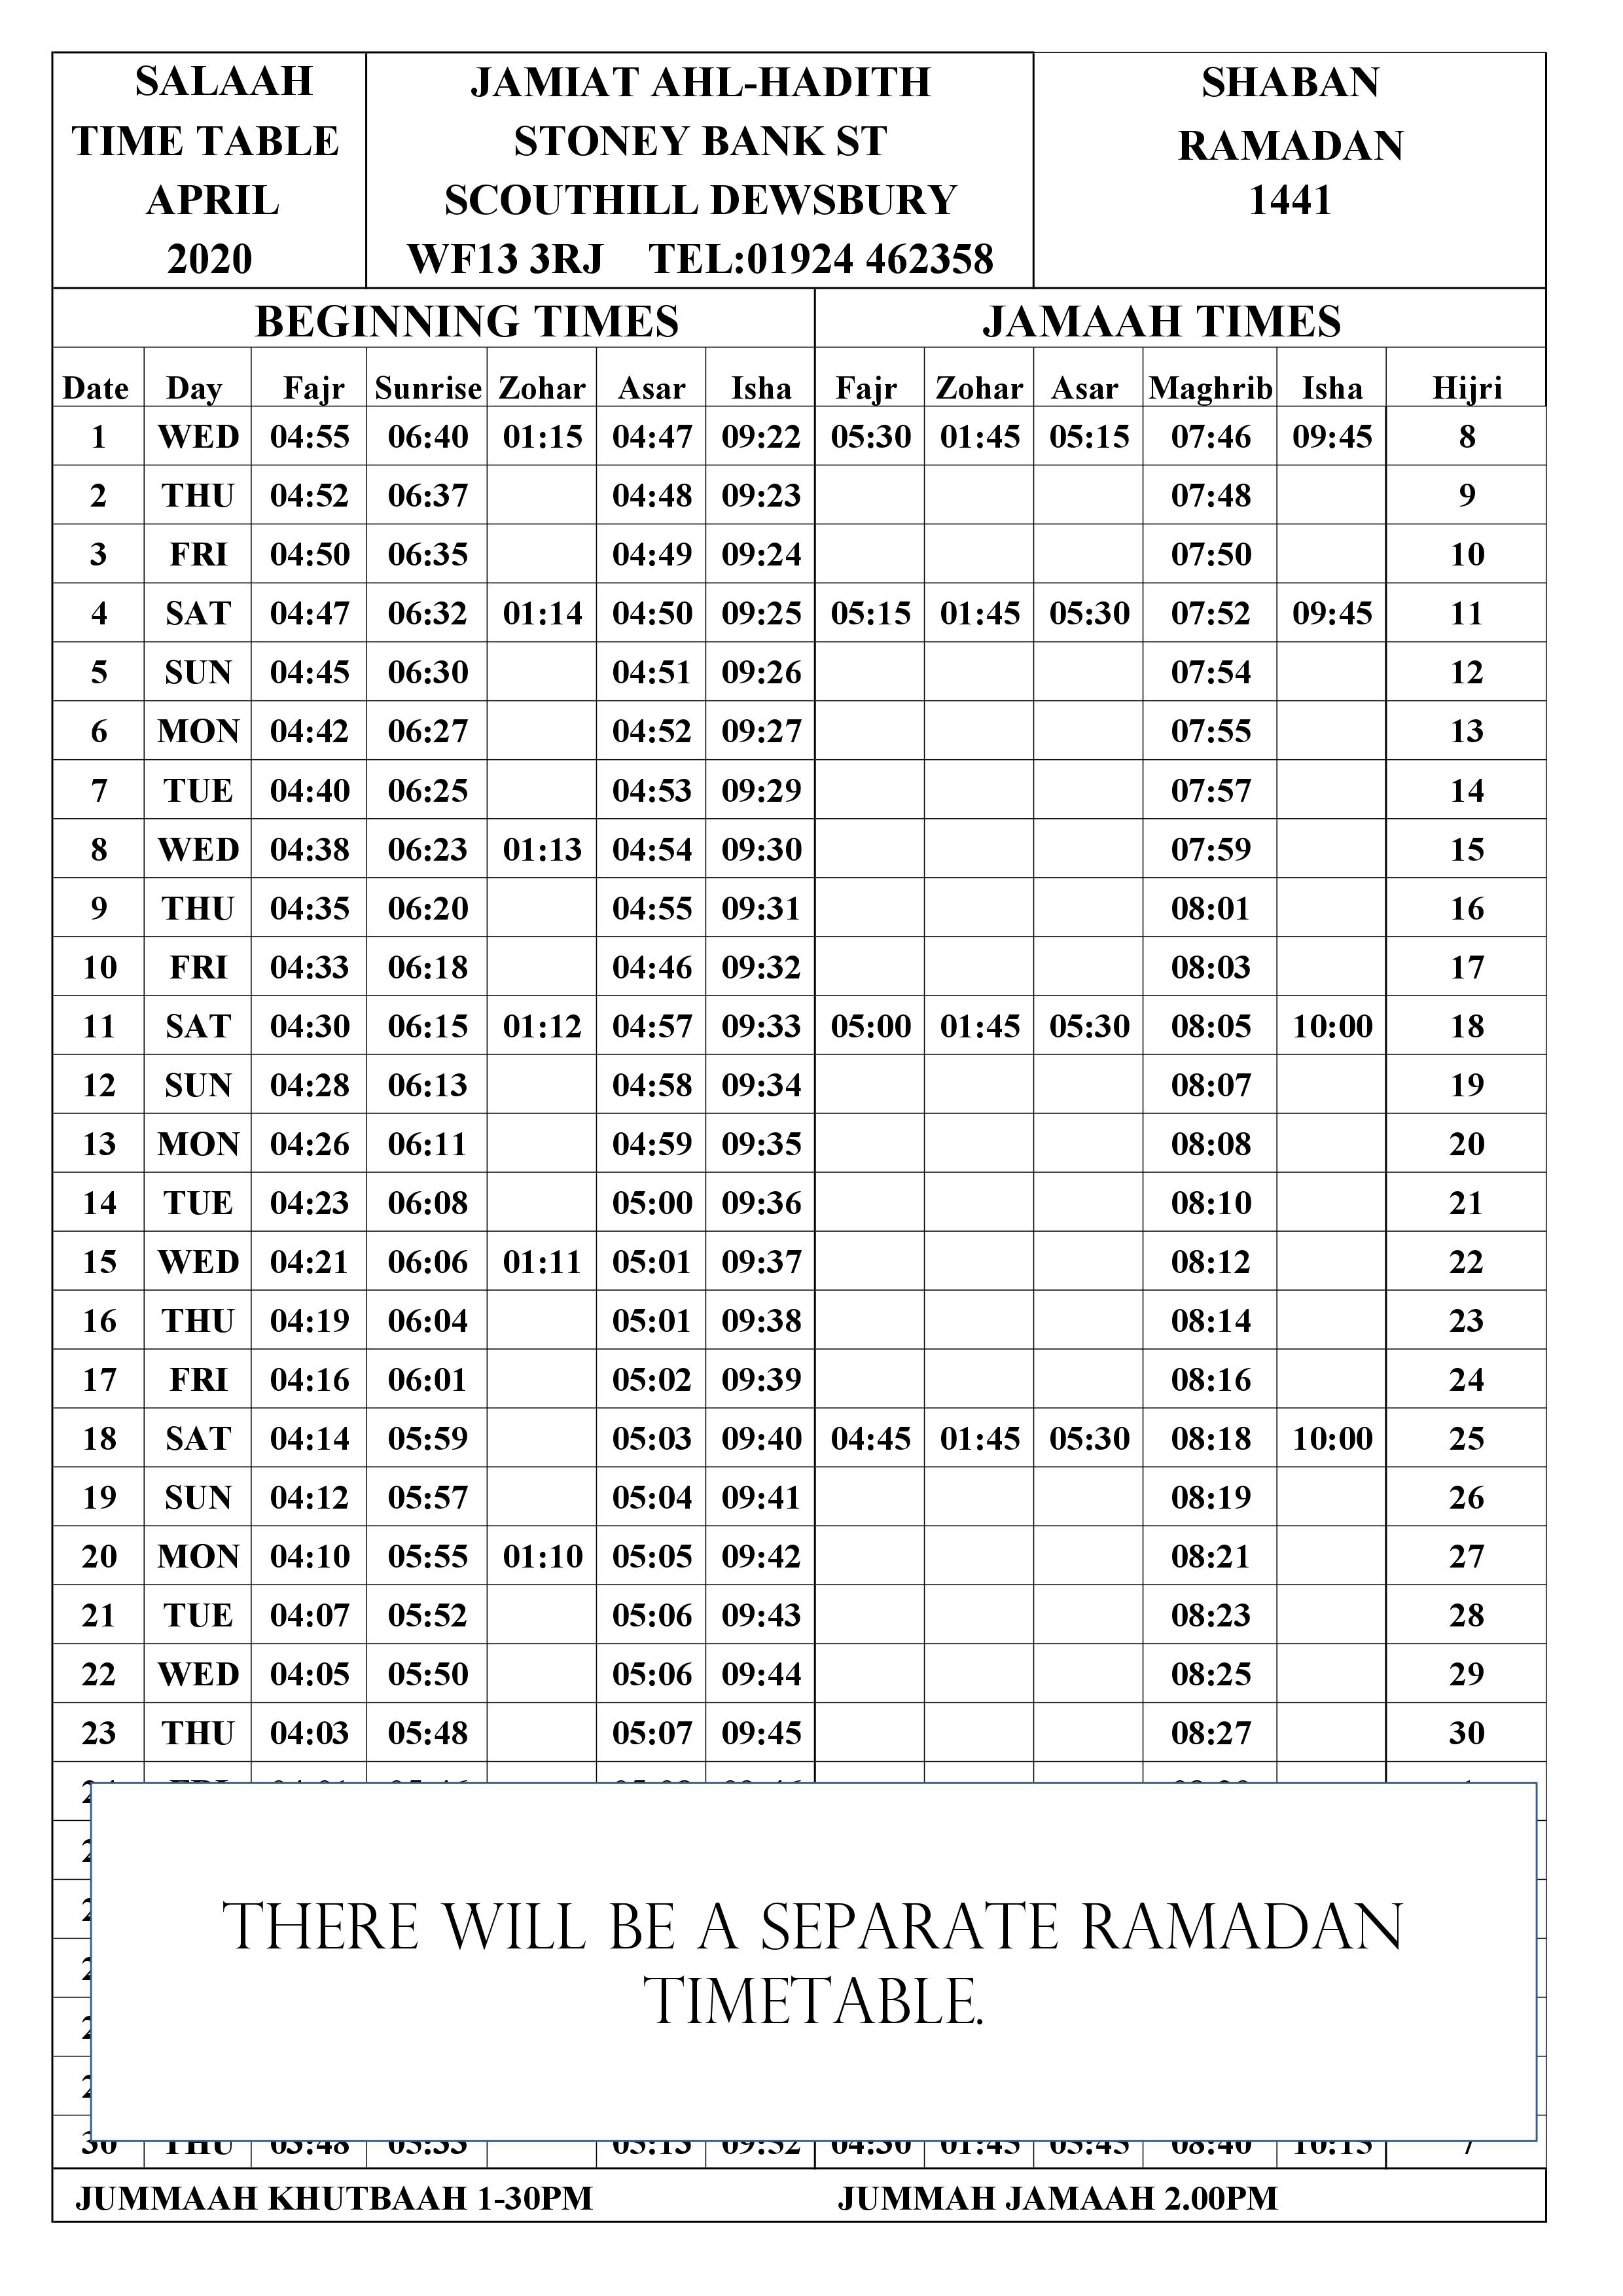 SALAAH
TIME TABLE
APRIL
2020
JAMIAT AHL-HADITH
STONEY BANK ST
SCOUTHILL DEWSBURY
WF13 3RJ TEL:01924 462358
SHABAN
RAMADAN
1441
BEGINNING TIMES JAMAAH TIMES
Date Day Fajr Sunrise Zohar Asar Isha Fajr Zohar Asar Maghrib Isha Hijri
1 WED 04:55 06:40 01:15 04:47 09:22 05:30 01:45 05:15 07:46 09:45 8
2 THU 04:52 06:37 04:48 09:23 07:48 9
3 FRI 04:50 06:35 04:49 09:24 07:50 10
4 SAT 04:47 06:32 01:14 04:50 09:25 05:15 01:45 05:30 07:52 09:45 11
5 SUN 04:45 06:30 04:51 09:26 07:54 12
6 MON 04:42 06:27 04:52 09:27 07:55 13
7 TUE 04:40 06:25 04:53 09:29 07:57 14
8 WED 04:38 06:23 01:13 04:54 09:30 07:59 15
9 THU 04:35 06:20 04:55 09:31 08:01 16
10 FRI 04:33 06:18 04:46 09:32 08:03 17
11 SAT 04:30 06:15 01:12 04:57 09:33 05:00 01:45 05:30 08:05 10:00 18
12 SUN 04:28 06:13 04:58 09:34 08:07 19
13 MON 04:26 06:11 04:59 09:35 08:08 20
14 TUE 04:23 06:08 05:00 09:36 08:10 21
15 WED 04:21 06:06 01:11 05:01 09:37 08:12 22
16 THU 04:19 06:04 05:01 09:38 08:14 23
17 FRI 04:16 06:01 05:02 09:39 08:16 24
18 SAT 04:14 05:59 05:03 09:40 04:45 01:45 05:30 08:18 10:00 25
19 SUN 04:12 05:57 05:04 09:41 08:19 26
20 MON 04:10 05:55 01:10 05:05 09:42 08:21 27
21 TUE 04:07 05:52 05:06 09:43 08:23 28
22 WED 04:05 05:50 05:06 09:44 08:25 29
23 THU 04:03 05:48 05:07 09:45 08:27 30
THERE WILL BE A SEPARATE RAMADAN
TIMETABLE.
30 THU
JUMMAAH KHUTBAAH 1-30PM JUMMAH JAMAAH 2.00PM